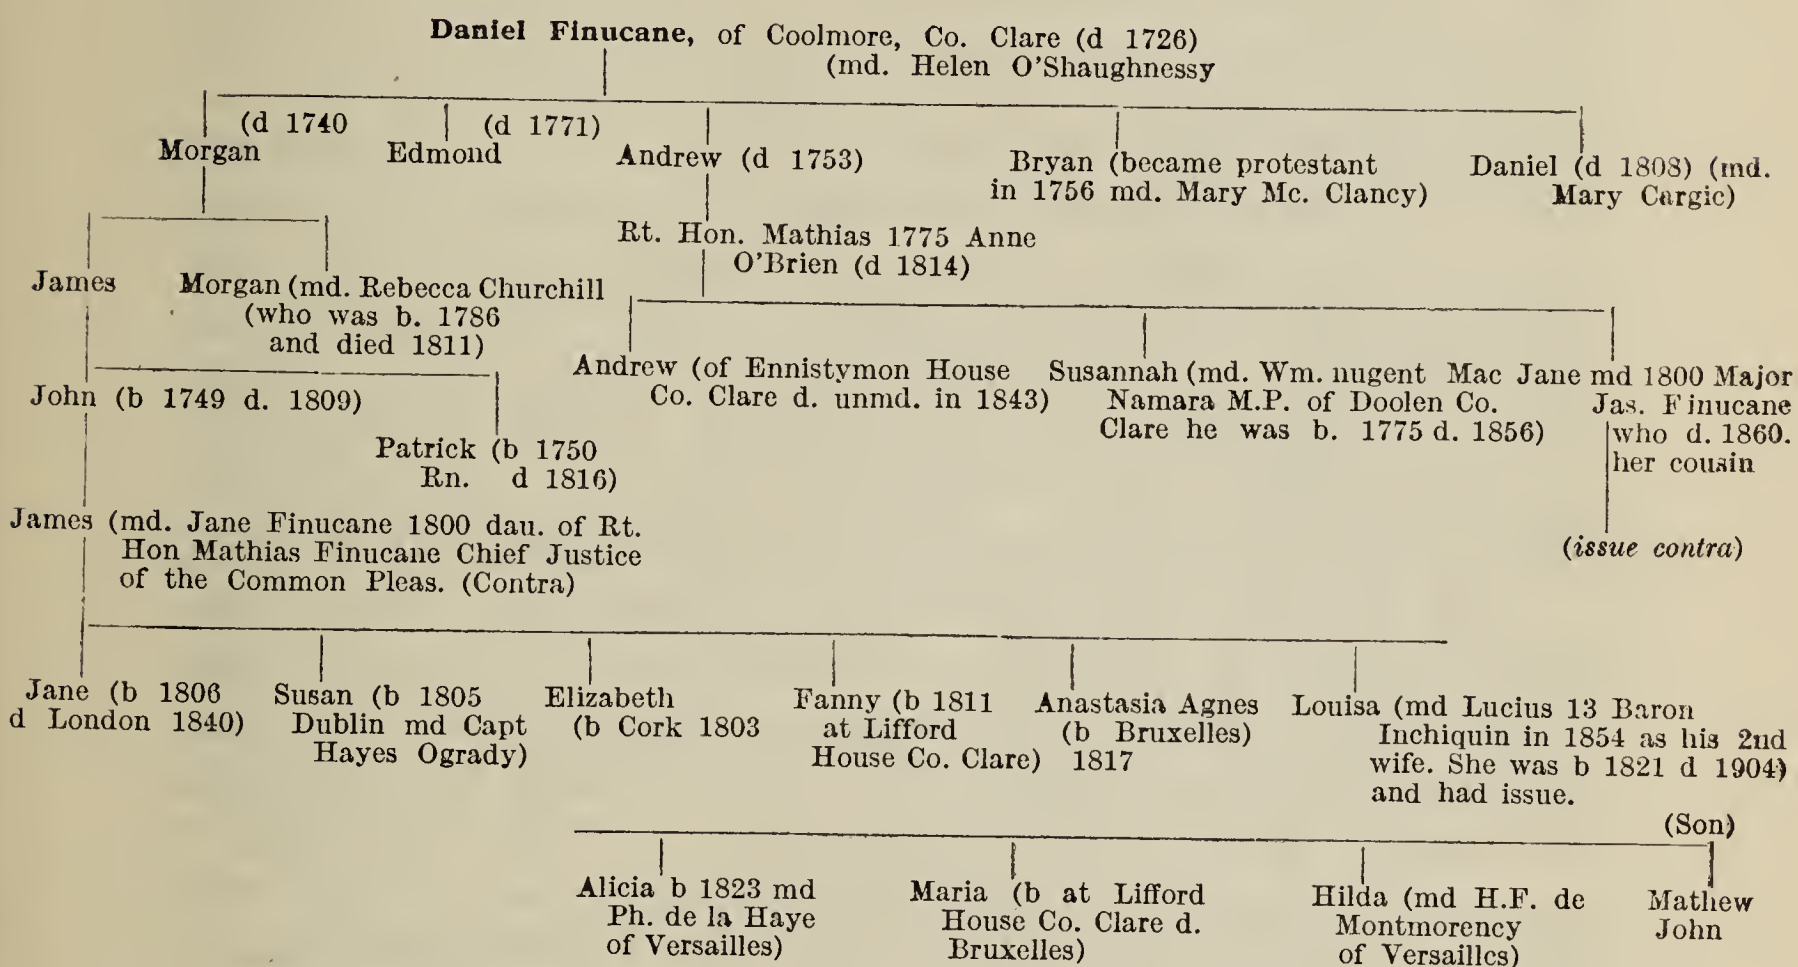 Daniel Finucane, of Coolmore, Co. Clare (d 1726)
(md. Helen O'Shaughnessy
(d 1740
Morgan
(d 1771)
Edmond
Andrew (d 1753)
Bryan (became protestant
in 1756 md. Mary Mc. Clancy)
Daniel (d 1808) (md.
Mary Cargic)
Rt. Hon. Mathias 1775 Anne
O'Brien (d 1814)
James
Morgan (md. Rebecca Churchill
(who was b. 1786
and died 1811)
Andrew (of Ennistymon House
Co. Clare d. unmd. in 1843)
Susannah (md. Wm. nugent Mac
Namara M.P. of Doolen Co.
Clare he was b. 1775 d. 1856)
Jane md 1800 Major
Jas. Finucane
who d. 1860.
her cousin
(issue contra)
John (b 1749 d. 1809)
Patrick (b 1750
Rn. d 1816)
James (md. Jane Finucane 1800 dau. of Rt.
Hon Mathias Finucane Chief Justice
of the Common Pleas. (Contra)
Jane (b 1806
d London 1840)
Susan (b 1805
Dublin md Capt
Hayes Ogrady)
Elizabeth
(b Cork 1803
Fanny (b 1811
at Lifford
House Co. Clare)
Anastasia Agnes
(b Bruxelles)
1817
Louisa (md Lucius 13 Baron
Inchiquin in 1854 as his 2nd
wife. She was b 1821 d 1904)
and had issue.
(Son)
Alicia b 1823 md
Ph. de la Haye
of Versailles)
Maria (b at Lifford
House Co. Clare d.
Bruxelles)
Hilda (md H.F. de
Montmorency
of Versailles)
Mathew
John